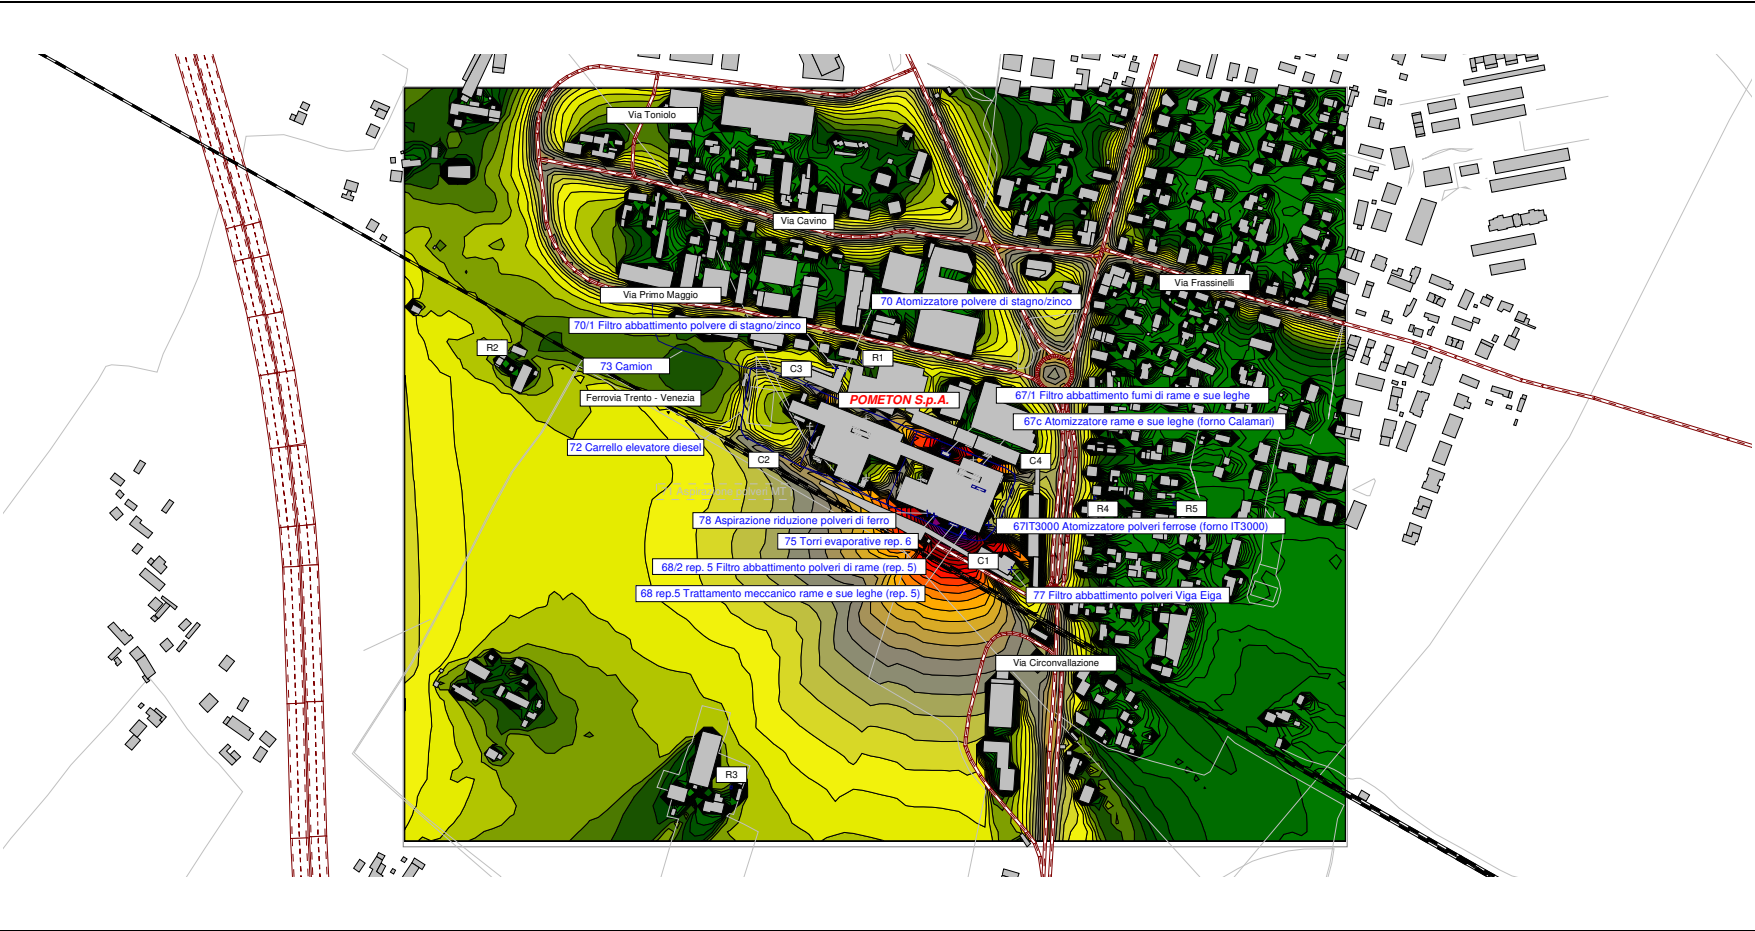 Via Toniolo
Via Cavino
Via Frassinelli
Via Primo Maggio
70 Atomizzatore polvere di stagno/zinco
70/1 Filtro abbattimento polvere di stagno/zinco
R2
R1
73 Camion
C3
Ferrovia Trento - Venezia
POMETON S.p.A.
67/1 Filtro abbattimento fumi di rame e sue leghe
67c Atomizzatore rame e sue leghe (forno Calamari)
72 Carrello elevatore diesel
C2
C4
R4
R5
78 Aspirazione riduzione polveri di ferro
67IT3000 Atomizzatore polveri ferrose (forno IT3000)
75 Torri evaporative rep. 6
C1
68/2 rep. 5 Filtro abbattimento polveri di rame (rep. 5)
68 rep.5 Trattamento meccanico rame e sue leghe (rep. 5)
77 Filtro abbattimento polveri Viga Eiga
Via Circonvallazione
R3